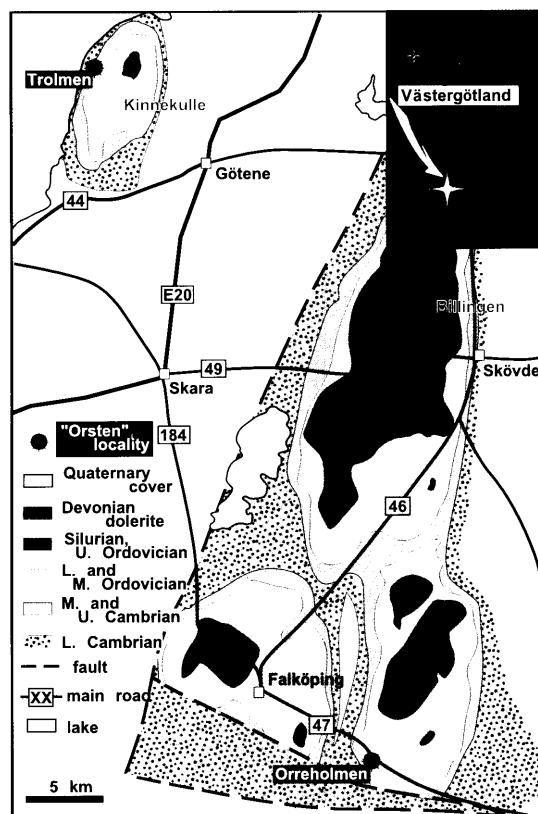 Trolmen
Kinnekulle
Västergötland
Götene
44
E20
Billingen
49
Skövde
Skara
184
46
"Orsten"
locality
Quaternary
cover
Devonian
dolerite
Silurian,
U. Ordovician
L. and
M. Ordovician
M. and
U. Cambrian
L. Cambrian
fault
XX main road
lake
5 km
Falköping
47
Orreholmen